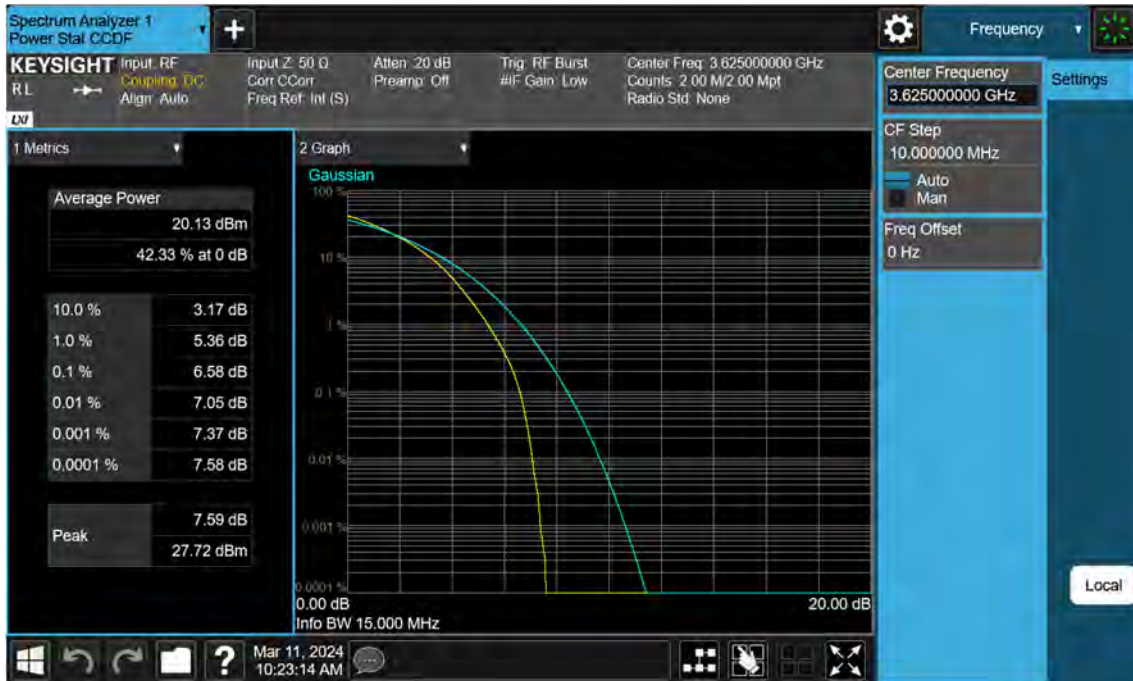 Spectrum Analyzer 1
Power Stat CCDF
Frequency
KEYSIGHT
RL
LXI
Input: RF
Coupling: DC
Align: Auto
Input Z: 50 Ω
Corr CCorr
Freq Ref: Int (S)
Atten: 20 dB
Preamp: Off
Trig: RF Burst
#IF Gain: Low
Center Freq: 3.625000000 GHz
Counts: 2.00 M/2.00 Mpt
Radio Std: None
Center Frequency
3.625000000 GHz
Settings
CF Step
10.000000 MHz
Auto
Man
Freq Offset
0 Hz
1 Metrics
Average Power
20.13 dBm
42.33 % at 0 dB
10.0 % 3.17 dB
1.0 % 5.36 dB
0.1 % 6.58 dB
0.01 % 7.05 dB
0.001 % 7.37 dB
0.0001 % 7.58 dB
Peak
7.59 dB
27.72 dBm
2 Graph
Gaussian
100 %
10 %
1 %
0.1 %
0.01 %
0.001 %
0.0001 %
0.00 dB 20.00 dB
Info BW 15.000 MHz
Local
?
Mar 11, 2024
10:23:14 AM